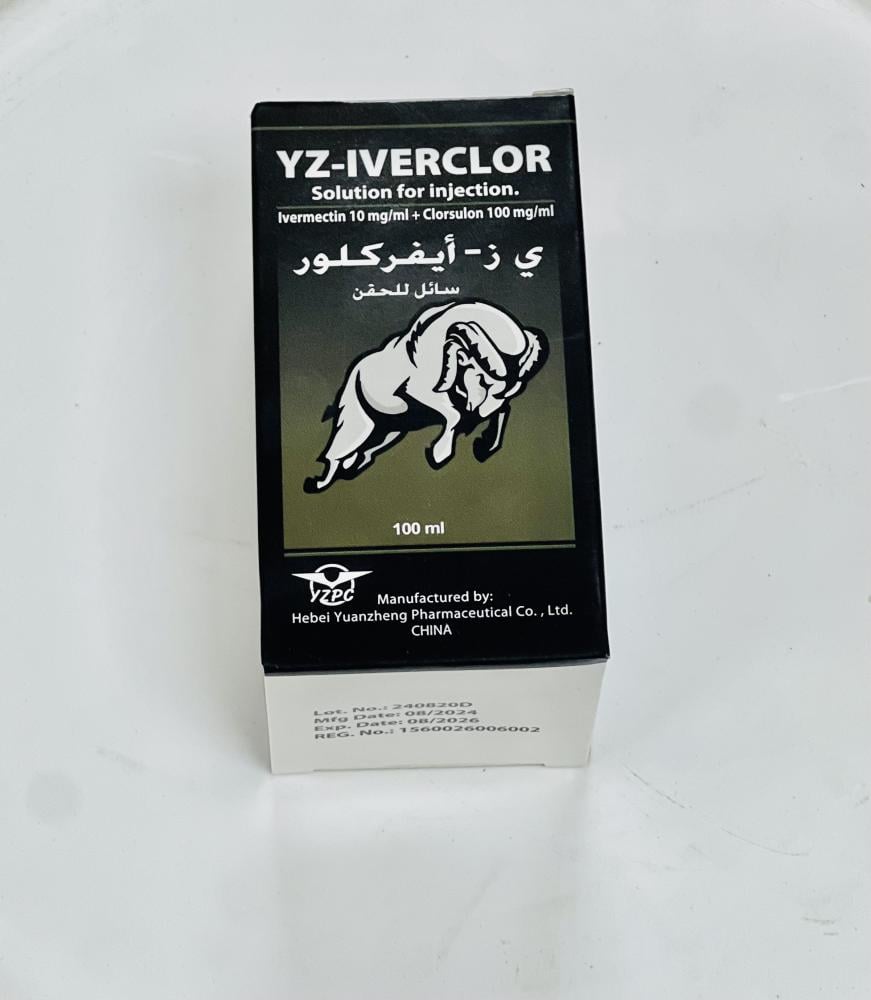 YZ-IVERCLOR
Solution for injection.
Ivermectin 10 mg/ml + Clorsulon 100 mg/ml
ي ز - أيفركلور
سائل للحقن
100 ml
YZPC
Manufactured by:
Hebei Yuanzheng Pharmaceutical Co. , Ltd.
CHINA
Lot. No.: 240820D
Mfg Date: 08/2024
Exp. Date: 08/2026
REG. No.: 1560026006002